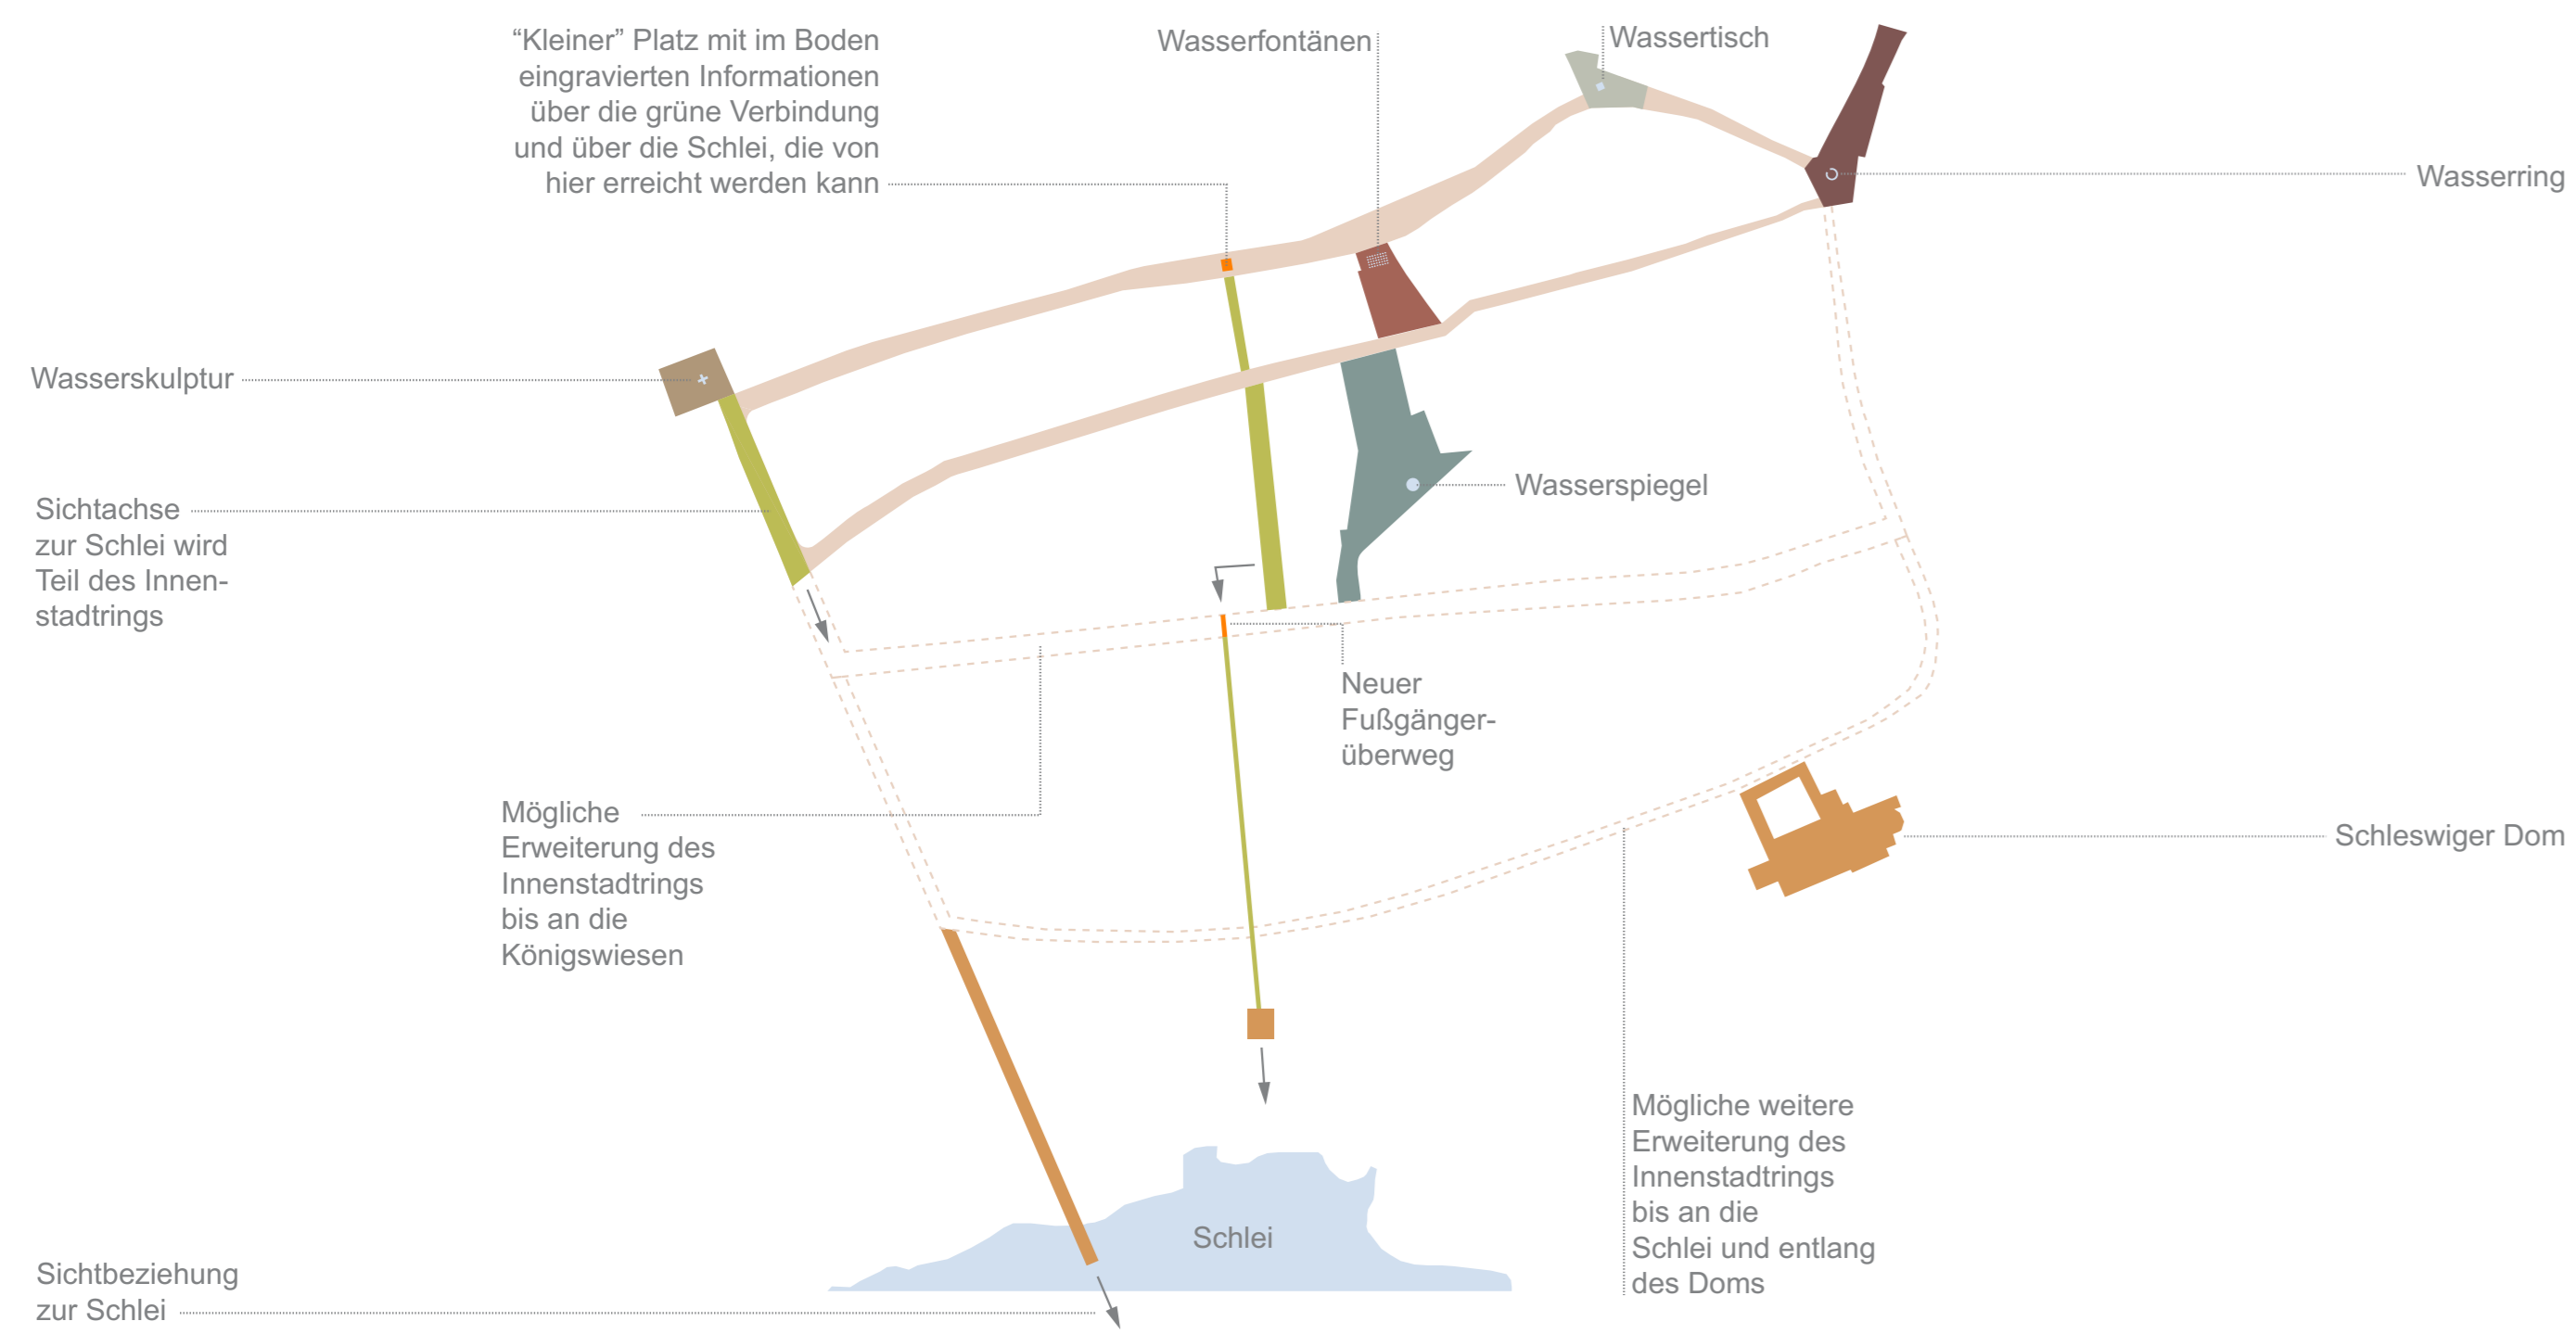 “Kleiner” Platz mit im Boden
eingravierten Informationen
über die grüne Verbindung
und über die Schlei, die von
hier erreicht werden kann
Wasserfontänen
Wassertisch
Wasserring
Wasserskulptur
Sichtachse
zur Schlei wird
Teil des Innen-
stadtrings
Wasserspiegel
Neuer
Fußgänger-
überweg
Mögliche
Erweiterung des
Innenstadtrings
bis an die
Königswiesen
Schleswiger Dom
Mögliche weitere
Erweiterung des
Innenstadtrings
bis an die
Schlei und entlang
des Doms
Schlei
Sichtbeziehung
zur Schlei